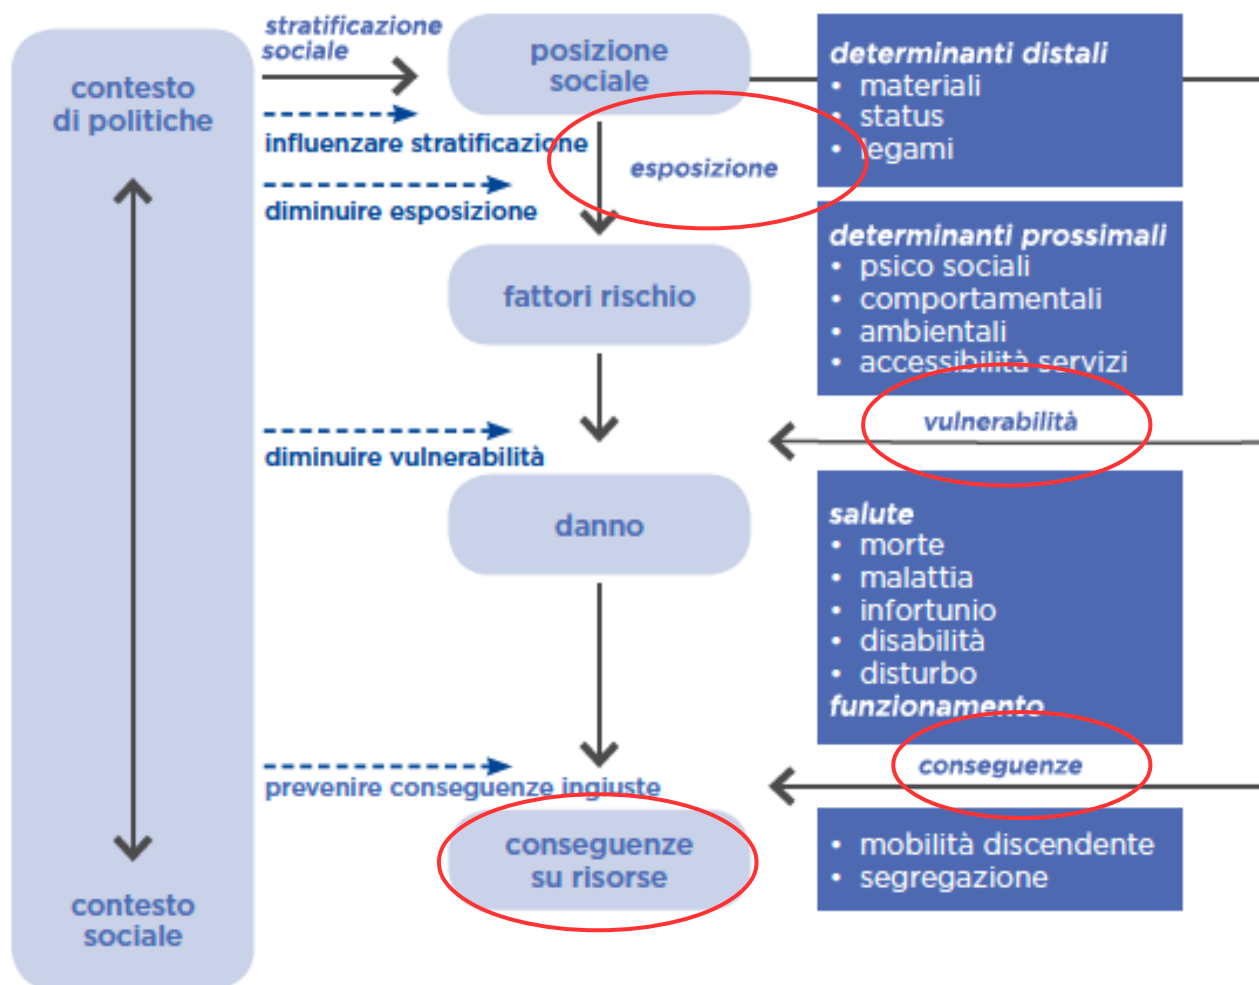 contesto
di politiche
contesto
sociale
stratificazione
sociale
influenzare stratificazione
diminuire esposizione
diminuire vulnerabilità
prevenire conseguenze ingiuste
posizione
sociale
esposizione
fattori rischio
danno
conseguenze
su risorse
determinanti distali
• materiali
• status
• legami
determinanti prossimali
• psico sociali
• comportamentali
• ambientali
• accessibilità servizi
vulnerabilità
salute
• morte
• malattia
• infortunio
• disabilità
• disturbo
funzionamento
conseguenze
• mobilità discendente
• segregazione